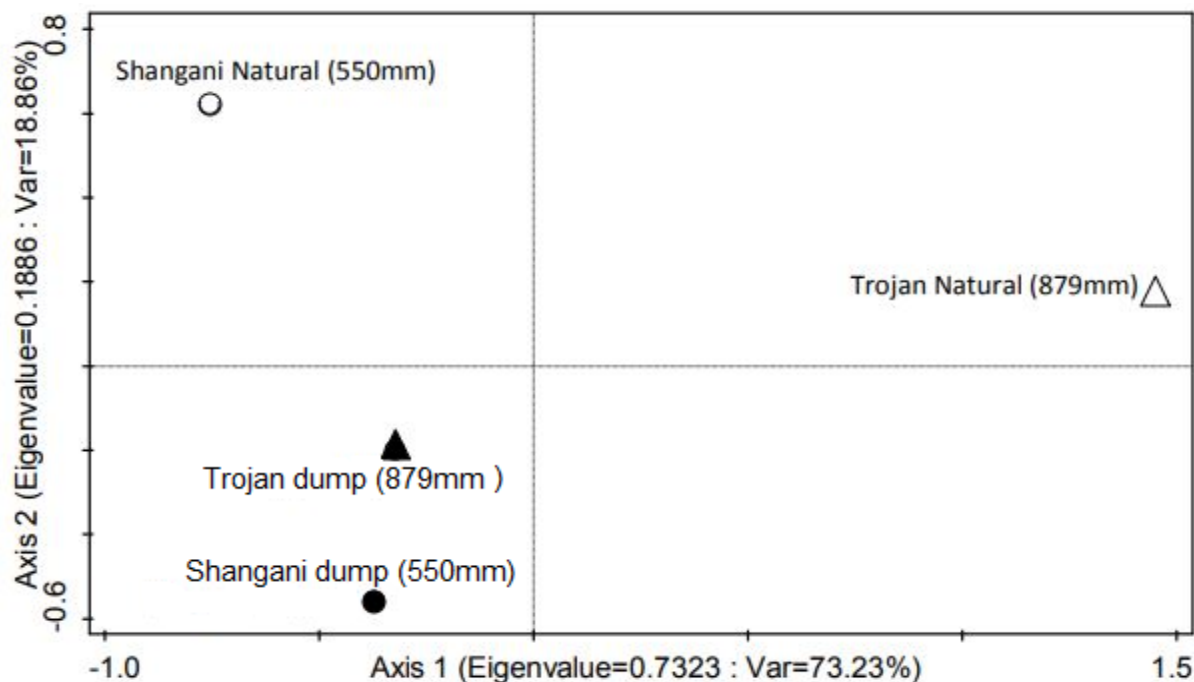 0.8
Shangani Natural (550mm)
Trojan Natural (879mm)
Trojan dump (879mm )
Shangani dump (550mm)
Axis 2 (Eigenvalue=0.1886 : Var=18.86%)
-0.6
-1.0
Axis 1 (Eigenvalue=0.7323 : Var=73.23%)
1.5